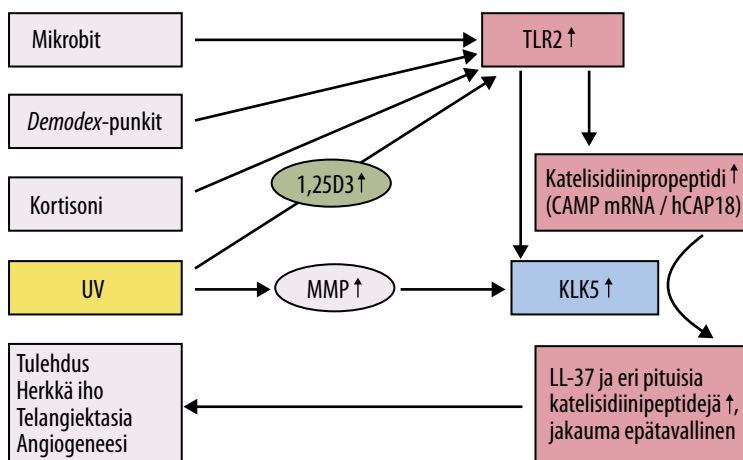 Mikrobit
TLR2 ↑
Demodex-punkit
Kortisoni
1,25D3 ↑
Katelisidiinipropeptidi ↑
(CAMP mRNA / hCAP18)
UV
MMP ↑
KLK5 ↑
Tulehdus
Herkkä iho
Telangiektasia
Angiogeneesi
LL-37 ja eri pituisia
katelisidiinipeptidejä ↑,
jakauma epätavallinen